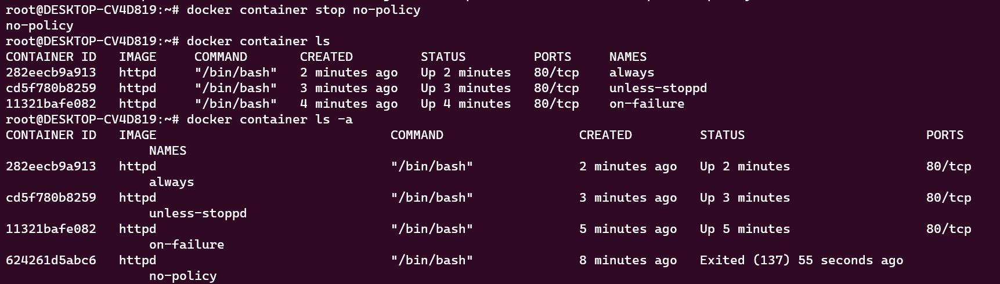 root@DESKTOP-CV4D819:~# docker container stop no-policy
no-policy
root@DESKTOP-CV4D819:~# docker container ls
CONTAINER ID   IMAGE     COMMAND       CREATED         STATUS         PORTS     NAMES
282eecb9a913   httpd     "/bin/bash"   2 minutes ago   Up 2 minutes   80/tcp    always
cd5f780b8259   httpd     "/bin/bash"   3 minutes ago   Up 3 minutes   80/tcp    unless-stoppd
11321bafe082   httpd     "/bin/bash"   4 minutes ago   Up 4 minutes   80/tcp    on-failure
root@DESKTOP-CV4D819:~# docker container ls -a
CONTAINER ID   IMAGE                               COMMAND                  CREATED         STATUS                        PORTS
                   NAMES
282eecb9a913   httpd                               "/bin/bash"              2 minutes ago   Up 2 minutes                  80/tcp
                   always
cd5f780b8259   httpd                               "/bin/bash"              3 minutes ago   Up 3 minutes                  80/tcp
                   unless-stoppd
11321bafe082   httpd                               "/bin/bash"              5 minutes ago   Up 5 minutes                  80/tcp
                   on-failure
624261d5abc6   httpd                               "/bin/bash"              8 minutes ago   Exited (137) 55 seconds ago
                   no-policy